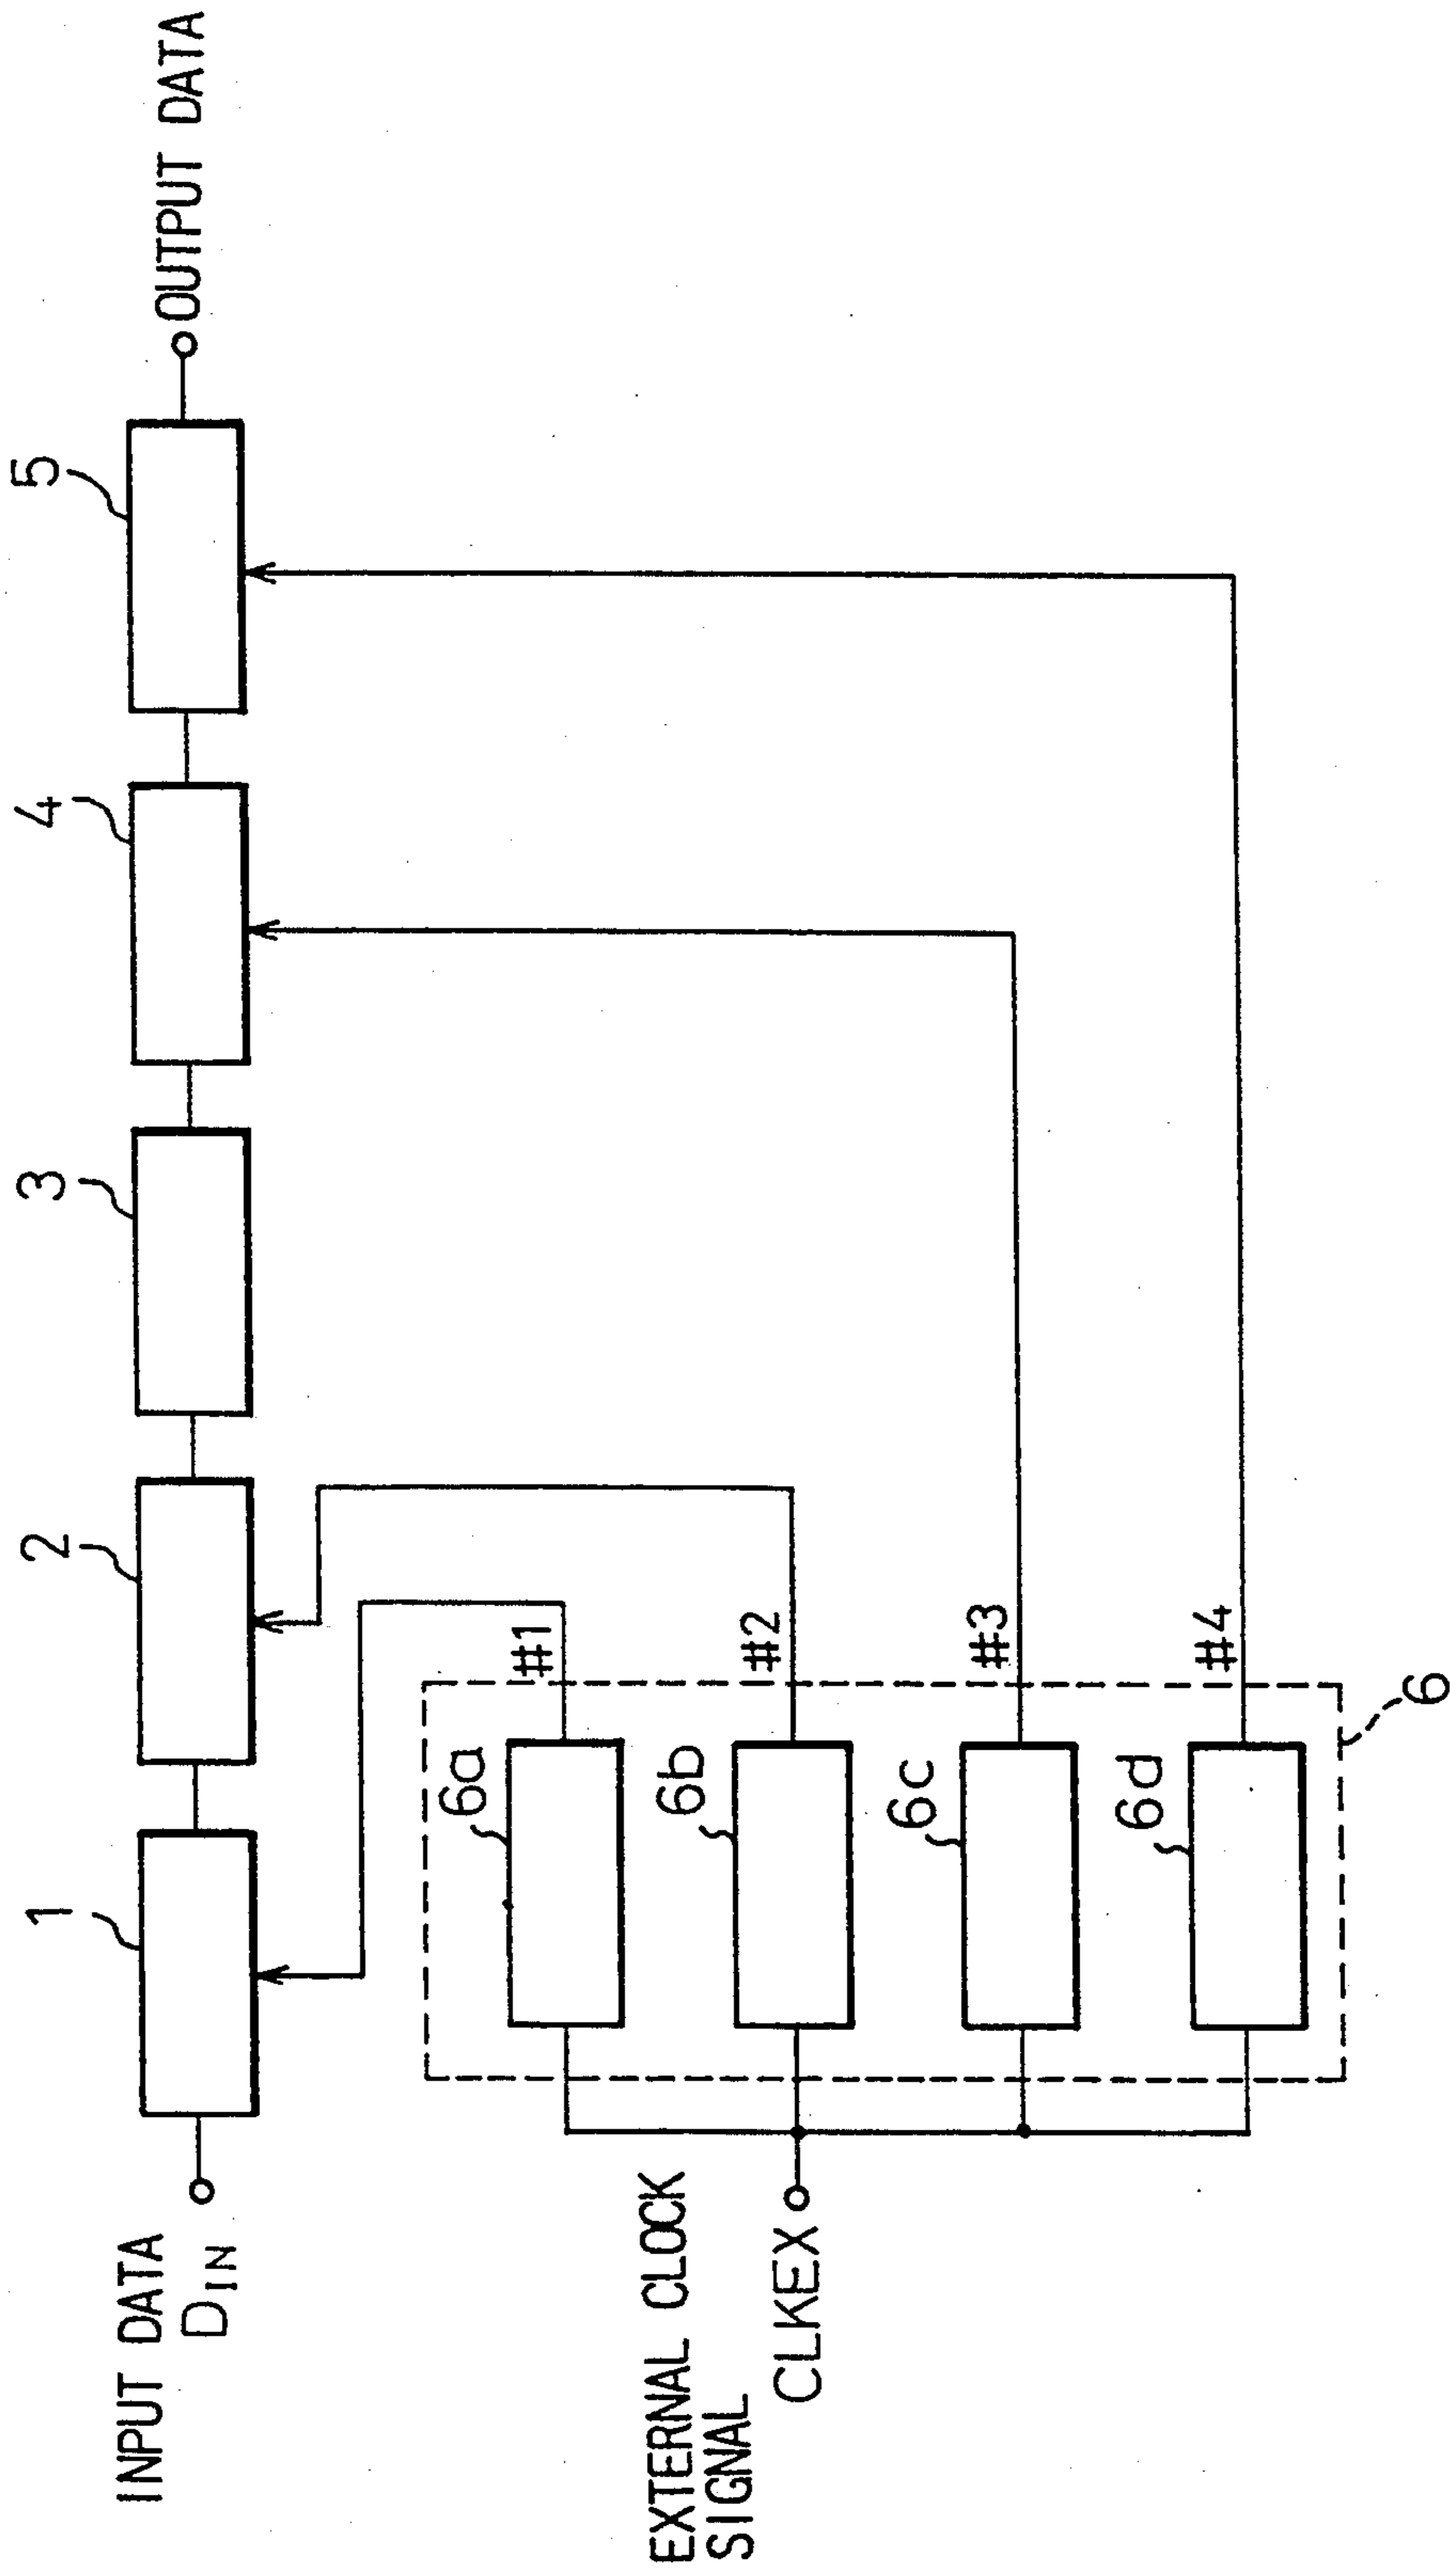 INPUT DATA
D IN
1
2
3
4
5
OUTPUT DATA
#1
#2
#3
#4
6a
6b
6c
6d
6
EXTERNAL CLOCK
SIGNAL
CLKEX